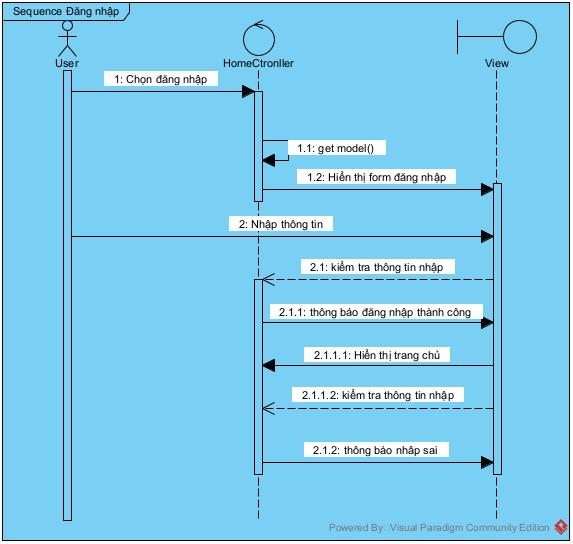 Sequence Đăng nhập
User
HomeCtronller
View
1: Chọn đăng nhập
1.1: get model()
1.2: Hiển thị form đăng nhập
2: Nhập thông tin
2.1: kiểm tra thông tin nhập
2.1.1: thông báo đăng nhập thành công
2.1.1.1: Hiển thị trang chủ
2.1.1.2: kiểm tra thông tin nhập
2.1.2: thông báo nhâp sai
Powered By: Visual Paradigm Community Edition